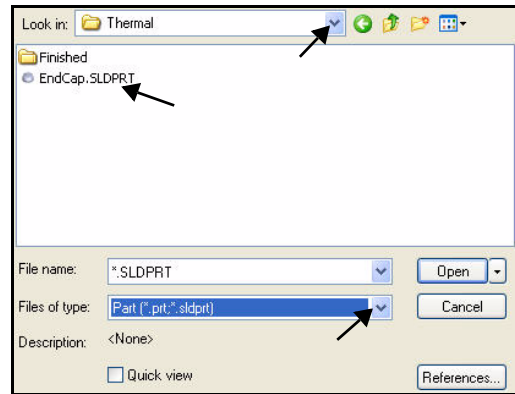 Look in: Thermal
Finished
EndCap.SLDPRT
File name: *.SLDPRT Open
Files of type: Part (*.prt;*.sldprt) Cancel
Description: <None>
Quick view References...